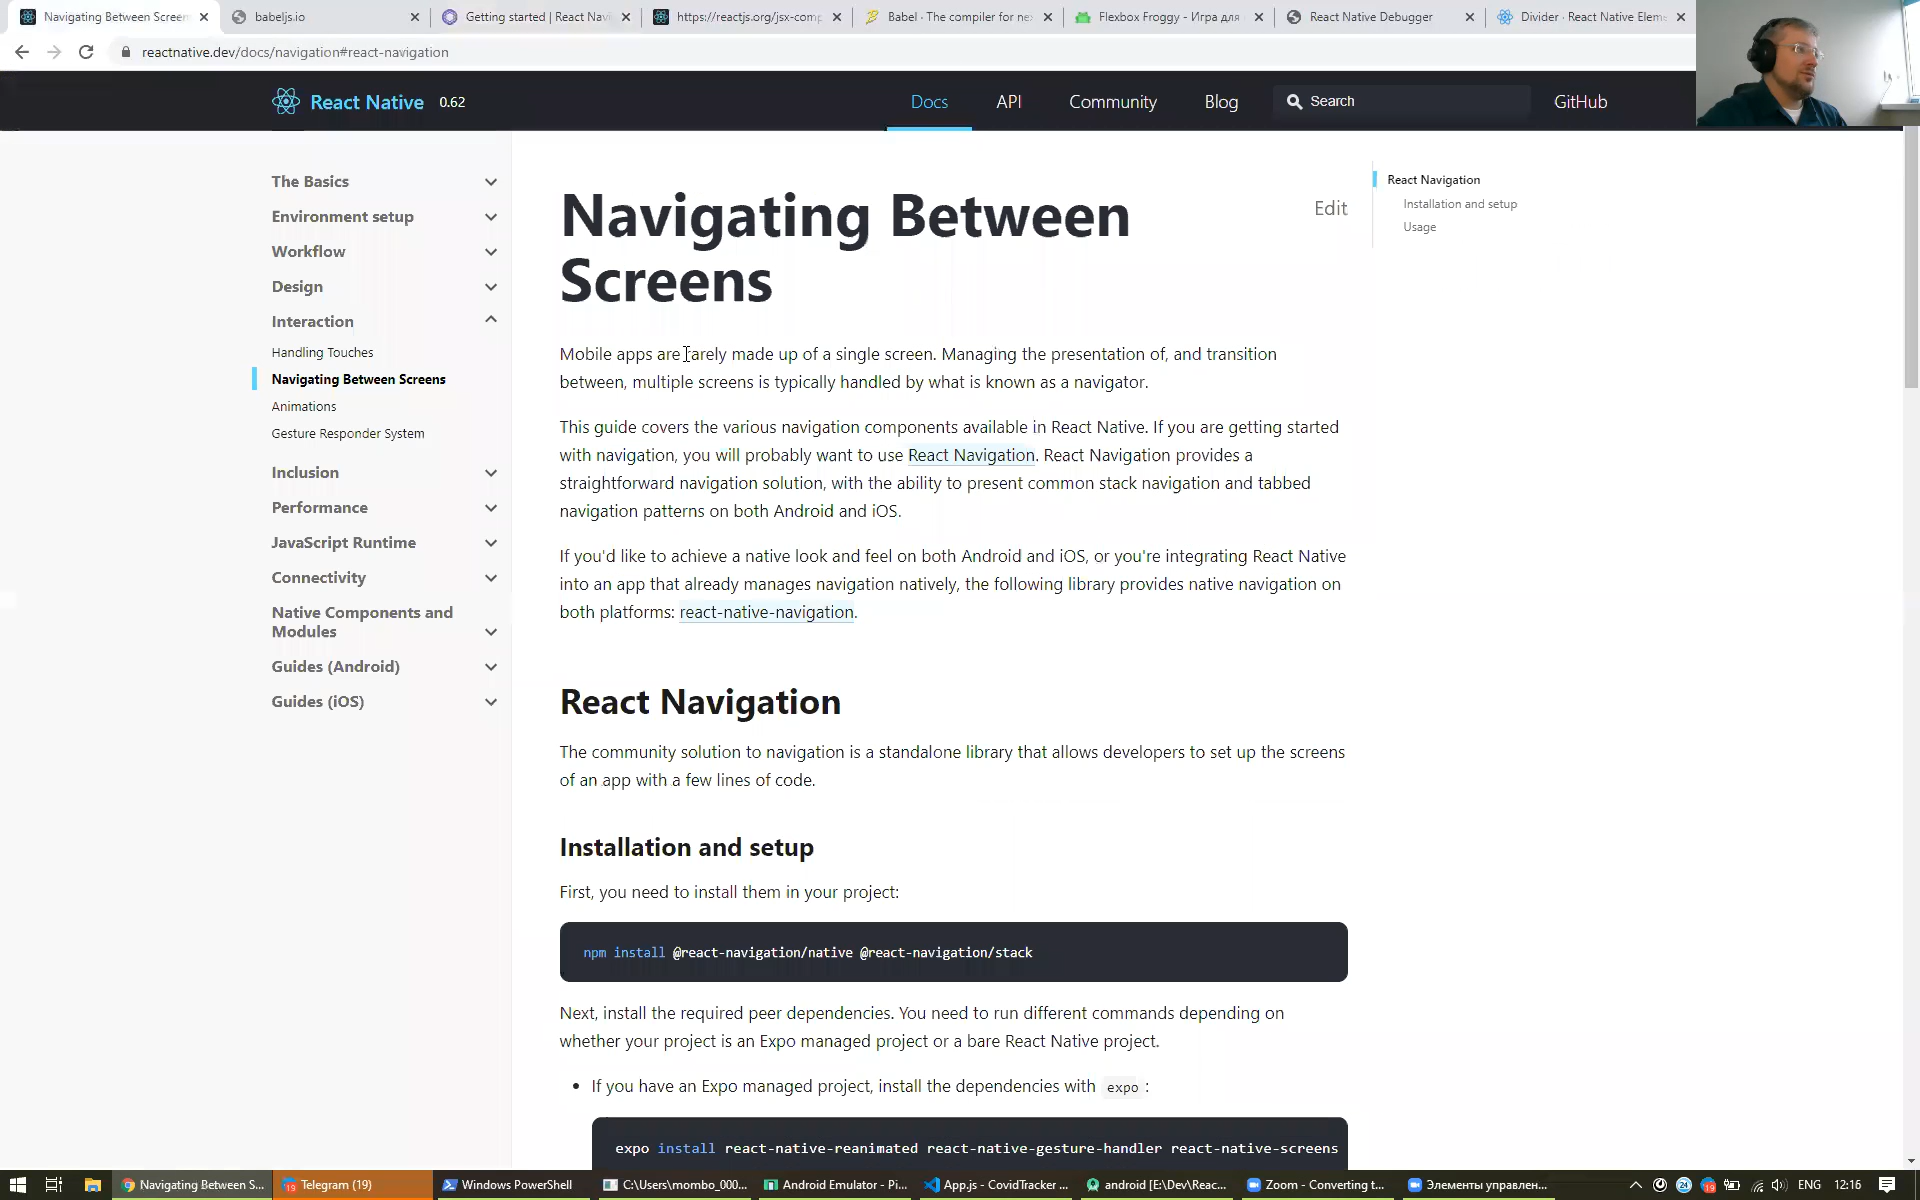 Navigating Between Screen
babeljs.io
Getting started | React Navi
https://reactjs.org/jsx-comp
Babel · The compiler for ne
Flexbox Froggy - Игра для
React Native Debugger
Divider · React Native Elem
reactnative.dev/docs/navigation#react-navigation
React Native 0.62
Docs
API
Community
Blog
Search
GitHub
The Basics
Environment setup
Workflow
Design
Interaction
Handling Touches
Navigating Between Screens
Animations
Gesture Responder System
Inclusion
Performance
JavaScript Runtime
Connectivity
Native Components and
Modules
Guides (Android)
Guides (iOS)
Navigating Between
Screens
Edit
Mobile apps are rarely made up of a single screen. Managing the presentation of, and transition
between, multiple screens is typically handled by what is known as a navigator.
This guide covers the various navigation components available in React Native. If you are getting started
with navigation, you will probably want to use React Navigation. React Navigation provides a
straightforward navigation solution, with the ability to present common stack navigation and tabbed
navigation patterns on both Android and iOS.
If you'd like to achieve a native look and feel on both Android and iOS, or you're integrating React Native
into an app that already manages navigation natively, the following library provides native navigation on
both platforms: react-native-navigation.
React Navigation
The community solution to navigation is a standalone library that allows developers to set up the screens
of an app with a few lines of code.
Installation and setup
First, you need to install them in your project:
npm install @react-navigation/native @react-navigation/stack
Next, install the required peer dependencies. You need to run different commands depending on
whether your project is an Expo managed project or a bare React Native project.
• If you have an Expo managed project, install the dependencies with expo :
expo install react-native-reanimated react-native-gesture-handler react-native-screens
React Navigation
Installation and setup
Usage
Navigating Between S...
Telegram (19)
Windows PowerShell
C:\Users\mombo_000...
Android Emulator - Pi...
App.js - CovidTracker ...
android [E:\Dev\Reac...
Zoom - Converting t...
Элементы управлен...
ENG
12:16